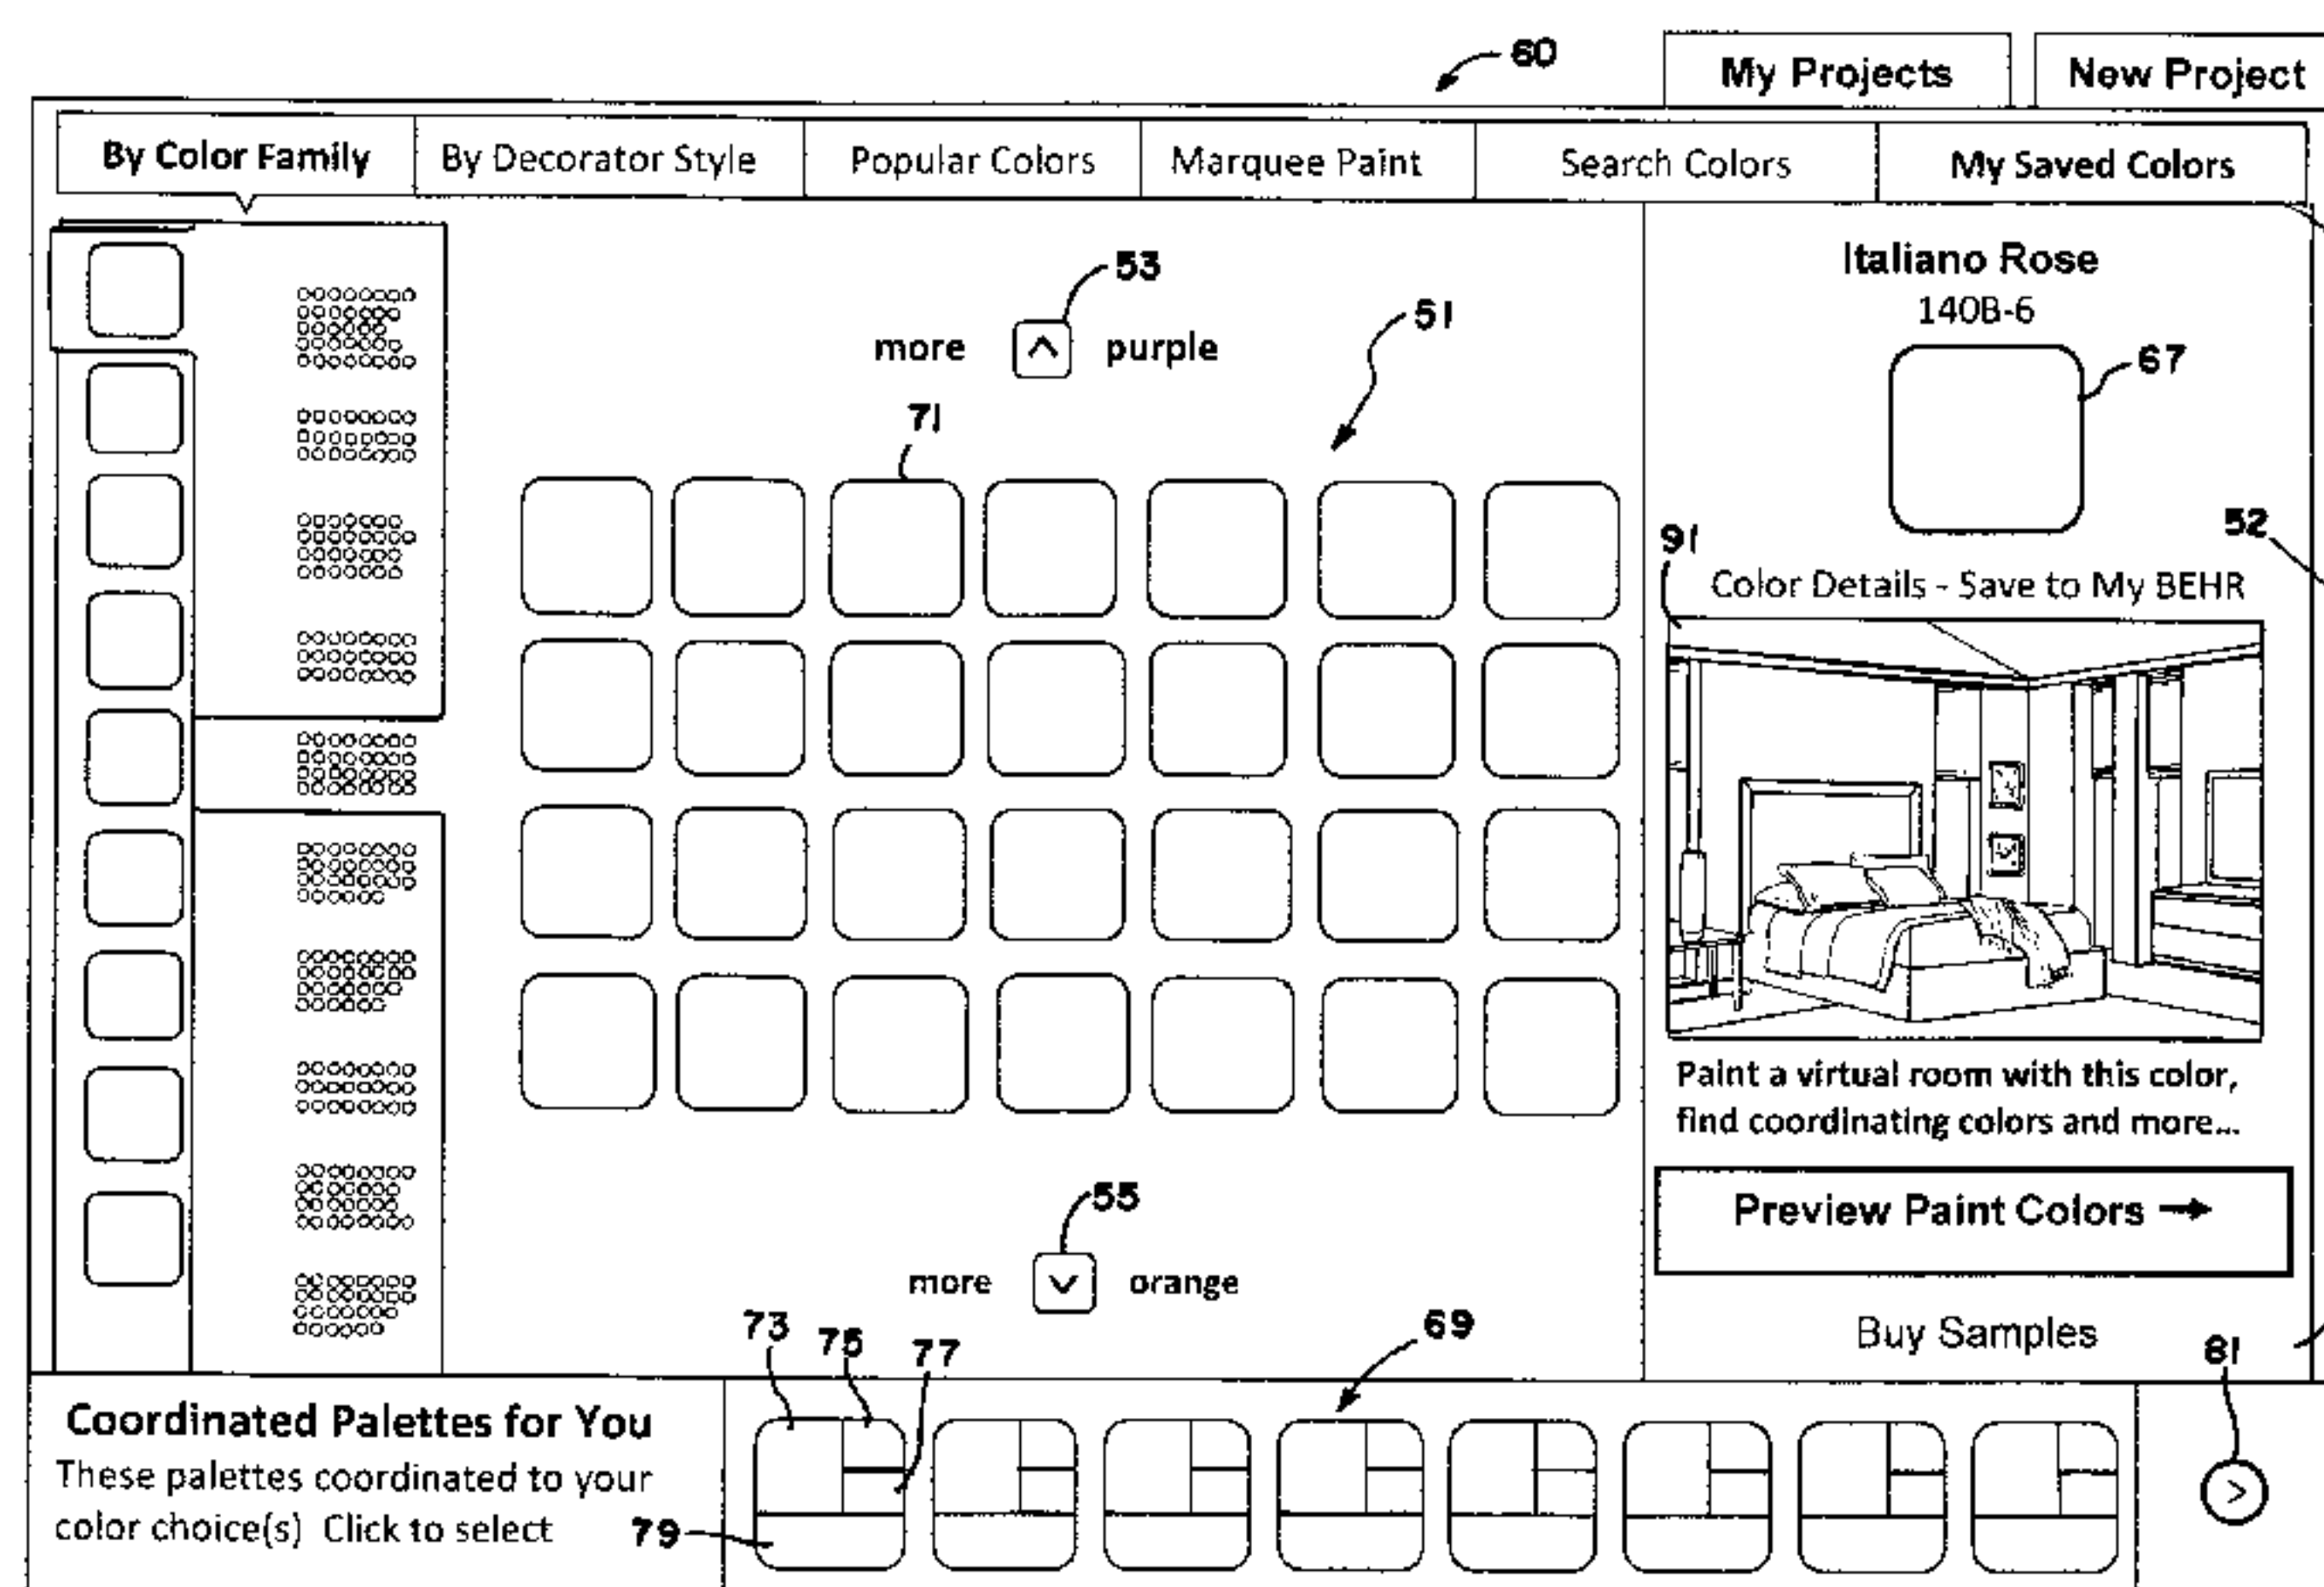 60
My Projects
New Project
By Color Family
By Decorator Style
Popular Colors
Marquee Paint
Search Colors
My Saved Colors
53
51
more ^ purple
71
Italiano Rose
140B-6
67
52
91
Color Details - Save to My BEHR
Paint a virtual room with this color,
find coordinating colors and more...
Preview Paint Colors →
Buy Samples
55
more v orange
73
75
77
69
81
Coordinated Palettes for You
These palettes coordinated to your
color choice(s) Click to select
79
>